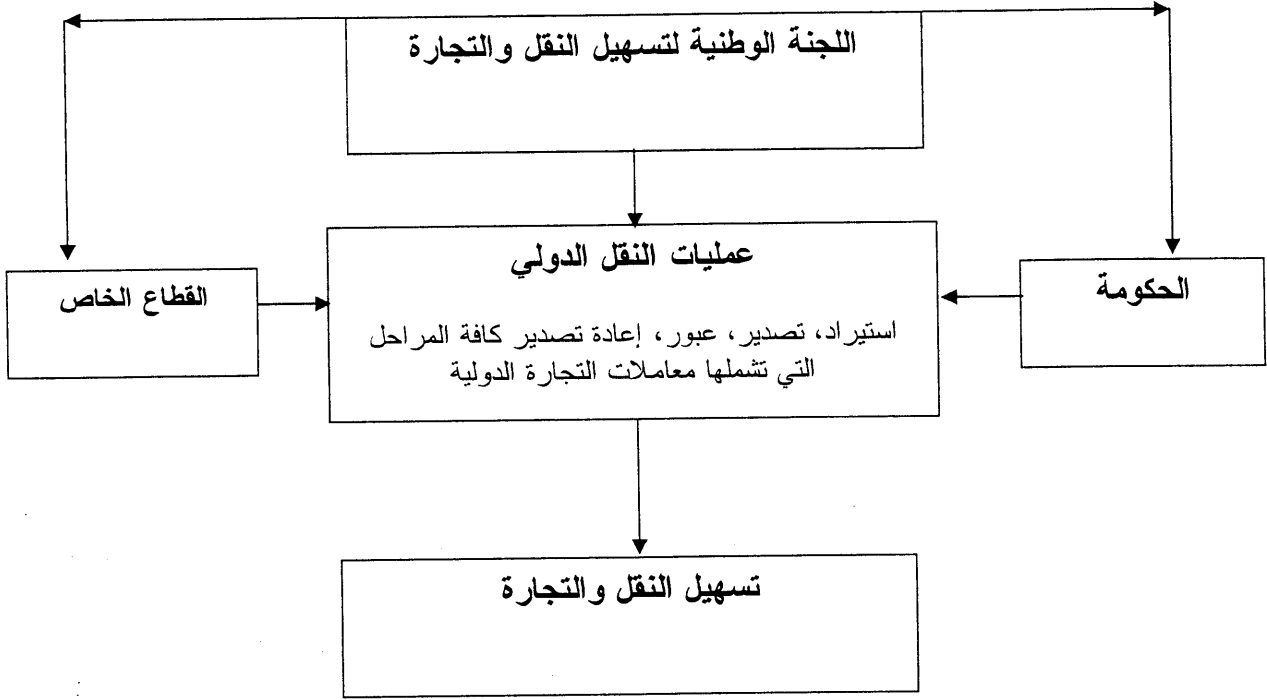 اللجنة الوطنية لتسهيل النقل والتجارة
عمليات النقل الدولي
استيراد، تصدير، عبور، إعادة تصدير كافة المراحل
التي تشملها معاملات التجارة الدولية
الحكومة
القطاع الخاص
تسهيل النقل والتجارة